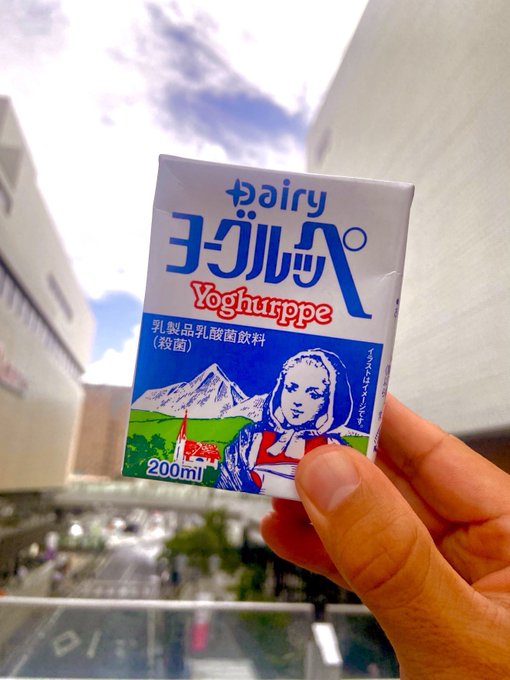 Dairy
ヨーグルッペ
Yoghurppe
乳製品乳酸菌飲料
(殺菌)
イラストはイメージです。
200ml